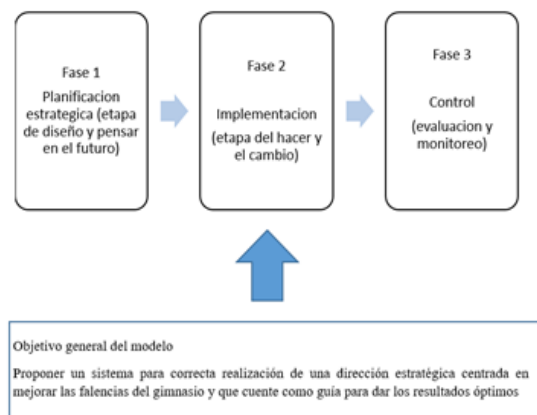 Fase 1
Planificacion
estrategica (etapa
de diseño y pensar
en el futuro)
Fase 2
Implementacion
(etapa del hacer y
el cambio)
Fase 3
Control
(evaluacion y
monitoreo)
Objetivo general del modelo
Proponer un sistema para correcta realización de una dirección estratégica centrada en
mejorar las falencias del gimnasio y que cuente como guía para dar los resultados óptimos